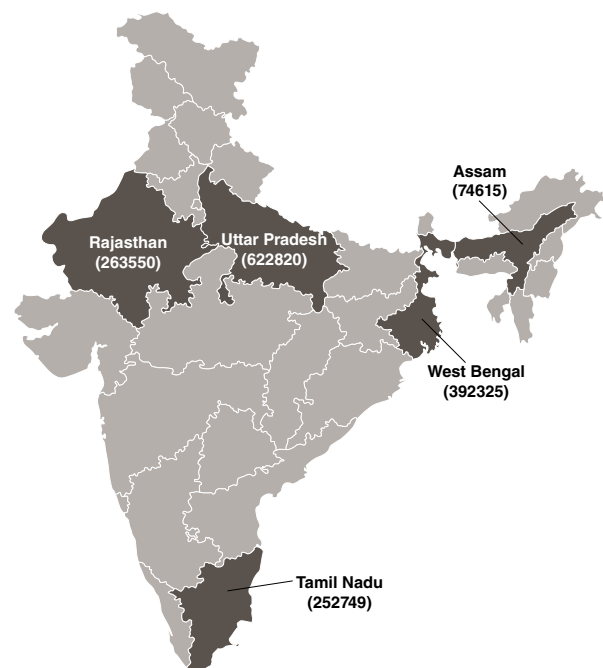 Assam
(74615)
Rajasthan
(263550)
Uttar Pradesh
(622820)
West Bengal
(392325)
Tamil Nadu
(252749)